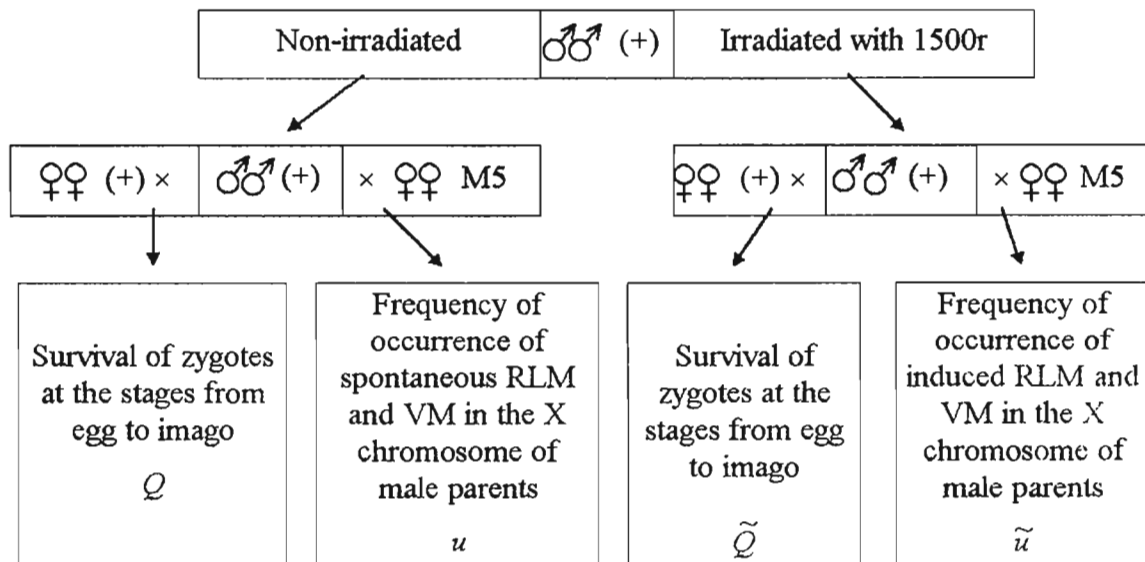 Non-irradiated ♂♂ (+) Irradiated with 1500r
♀♀ (+) × ♂♂ (+) × ♀♀ M5
♀♀ (+) × ♂♂ (+) × ♀♀ M5
Survival of zygotes
at the stages from
egg to imago
Q
Frequency of
occurrence of
spontaneous RLM
and VM in the X
chromosome of
male parents
u
Survival of
zygotes at the
stages from egg
to imago
Q̃
Frequency of
occurrence of
induced RLM and
VM in the X
chromosome of
male parents
ũ